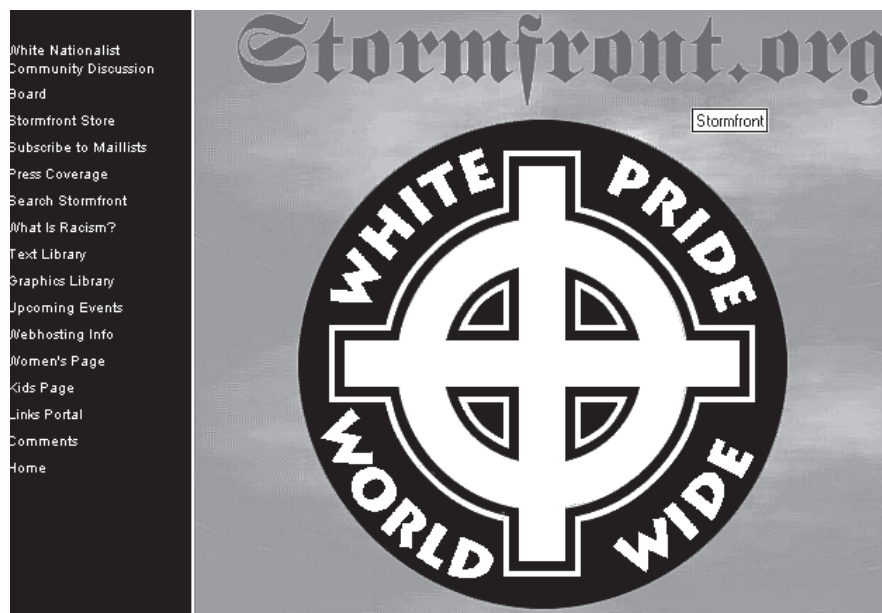 White Nationalist
Community Discussion
Board
Stormfront Store
Subscribe to Maillists
Press Coverage
Search Stormfront
What Is Racism?
Text Library
Graphics Library
Upcoming Events
Webhosting Info
Women's Page
Kids Page
Links Portal
Comments
Home
Stormfront.org
Stormfront
WHITE PRIDE
WORLD WIDE